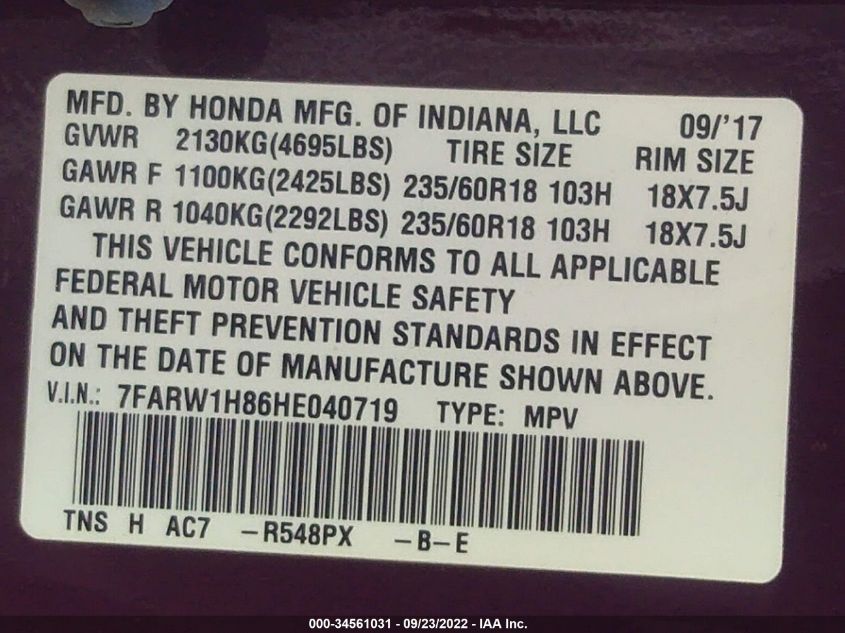 MFD. BY HONDA MFG. OF INDIANA, LLC 09/'17
GVWR 2130KG(4695LBS) TIRE SIZE RIM SIZE
GAWR F 1100KG(2425LBS) 235/60R18 103H 18X7.5J
GAWR R 1040KG(2292LBS) 235/60R18 103H 18X7.5J
THIS VEHICLE CONFORMS TO ALL APPLICABLE
FEDERAL MOTOR VEHICLE SAFETY
AND THEFT PREVENTION STANDARDS IN EFFECT
ON THE DATE OF MANUFACTURE SHOWN ABOVE.
V.I.N.: 7FARW1H86HE040719 TYPE: MPV
TNS H AC7 -R548PX -B-E
000-34561031 - 09/23/2022 - IAA Inc.